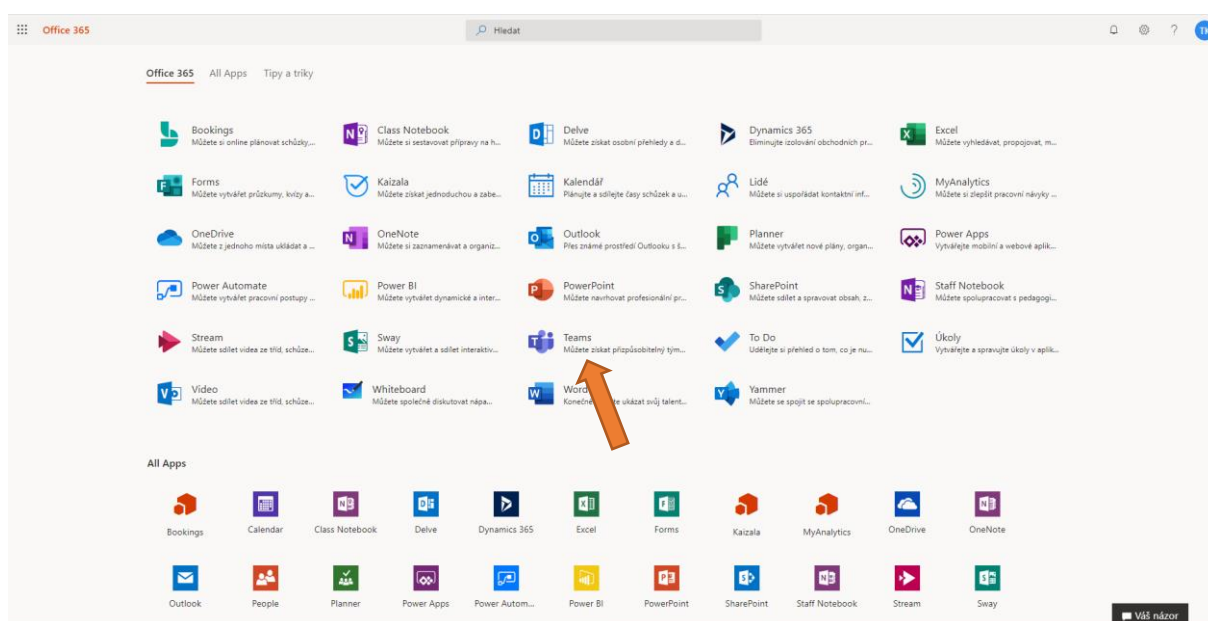 Office 365
Hledat
?
Office 365 All Apps Tipy a triky
Bookings
Můžete si online plánovat schůzky,...
Class Notebook
Můžete si sestavovat přípravy na h...
Delve
Můžete získat osobní přehledy a d...
Dynamics 365
Eliminujte izolování obchodních pr...
Excel
Můžete vyhledávat, propojovat, m...
Forms
Můžete vytvářet průzkumy, kvízy a...
Kaizala
Můžete získat jednoduchou a zabe...
Kalendář
Plánujte a sdílejte časy schůzek a u...
Lidé
Můžete si uspořádat kontaktní inf...
MyAnalytics
Můžete si zlepšit pracovní návyky ...
OneDrive
Můžete z jednoho místa ukládat a ...
OneNote
Můžete si zaznamenávat a organiz...
Outlook
Přes známé prostředí Outlooku s š...
Planner
Můžete vytvářet nové plány, organ...
Power Apps
Vytvářejte mobilní a webové aplik...
Power Automate
Můžete vytvářet pracovní postupy ...
Power BI
Můžete vytvářet dynamické a inter...
PowerPoint
Můžete navrhovat profesionální pr...
SharePoint
Můžete sdílet a spravovat obsah, z...
Staff Notebook
Můžete spolupracovat s pedagogi...
Stream
Můžete sdílet videa ze tříd, schůze...
Sway
Můžete vytvářet a sdílet interaktiv...
Teams
Můžete získat přizpůsobitelný tým...
To Do
Udělejte si přehled o tom, co je nu...
Úkoly
Vytvářejte a spravujte úkoly v aplik...
Video
Můžete sdílet videa ze tříd, schůze...
Whiteboard
Můžete společně diskutovat nápa...
Word
Konečně ukázat svůj talent...
Yammer
Můžete se spojit se spolupracovní...
All Apps
Bookings Calendar Class Notebook Delve Dynamics 365 Excel Forms Kaizala MyAnalytics OneDrive OneNote
Outlook People Planner Power Apps Power Autom... Power BI PowerPoint SharePoint Staff Notebook Stream Sway
Váš názor